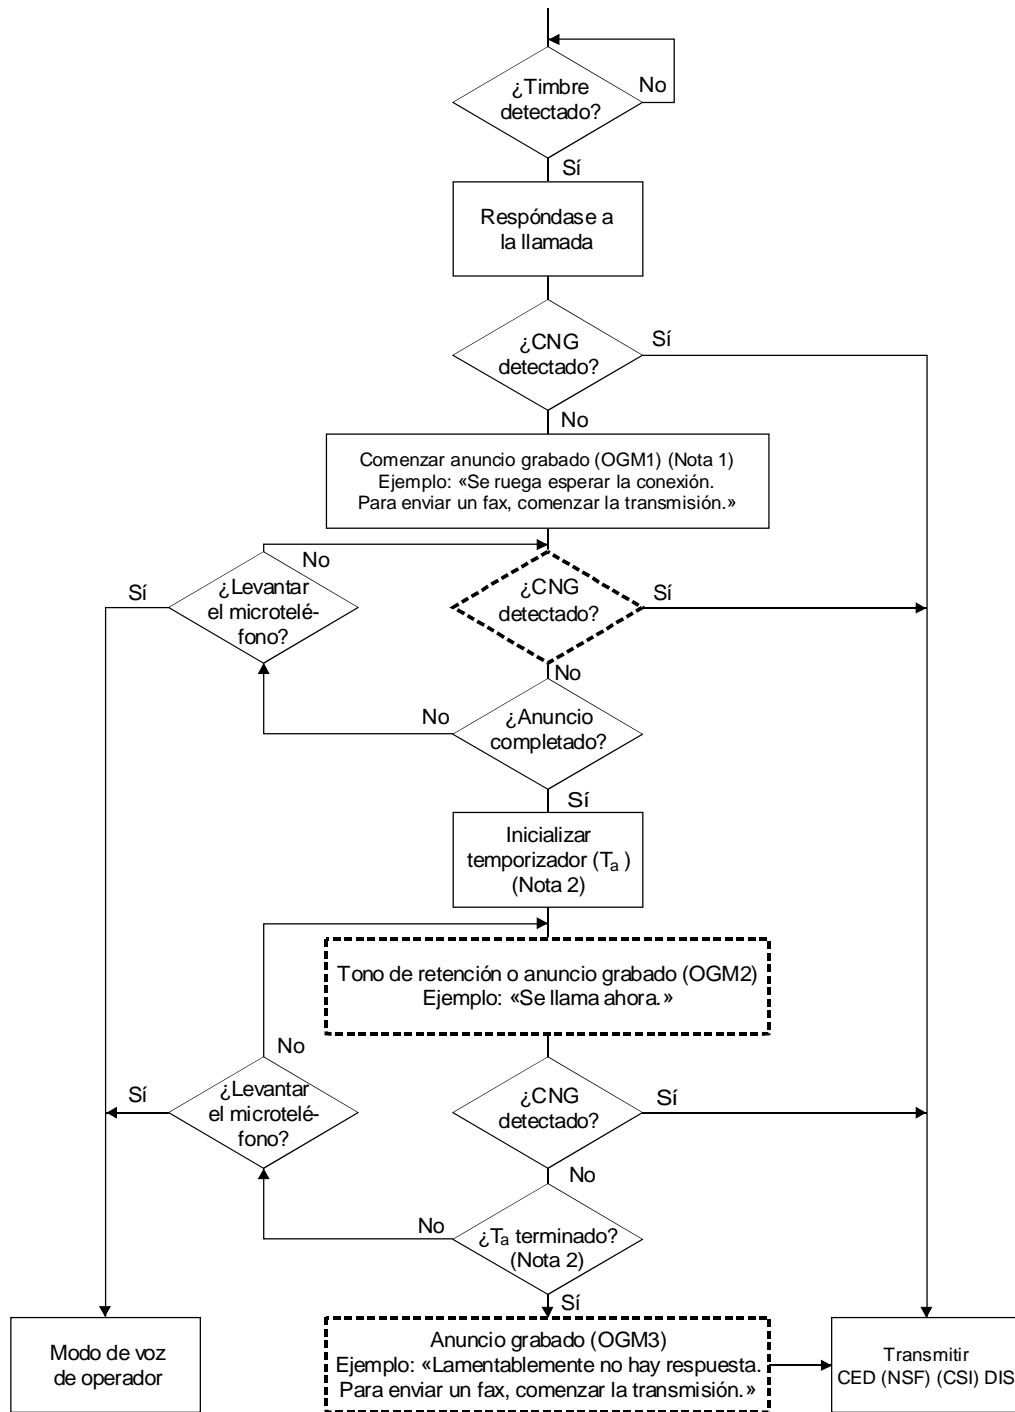 ¿Timbre
detectado?
No
Sí
Respóndase a
la llamada
¿CNG
detectado?
Sí
No
Comenzar anuncio grabado (OGM1) (Nota 1)
Ejemplo: «Se ruega esperar la conexión.
Para enviar un fax, comenzar la transmisión.»
No
Sí
¿Levantar
el microtelé-
fono?
¿CNG
detectado?
Sí
No
No
¿Anuncio
completado?
Sí
Inicializar
temporizador (Ta )
(Nota 2)
Tono de retención o anuncio grabado (OGM2)
Ejemplo: «Se llama ahora.»
No
Sí
¿Levantar
el microtelé-
fono?
¿CNG
detectado?
Sí
No
No
¿Ta terminado?
(Nota 2)
Sí
Modo de voz
de operador
Anuncio grabado (OGM3)
Ejemplo: «Lamentablemente no hay respuesta.
Para enviar un fax, comenzar la transmisión.»
Transmitir
CED (NSF) (CSI) DIS